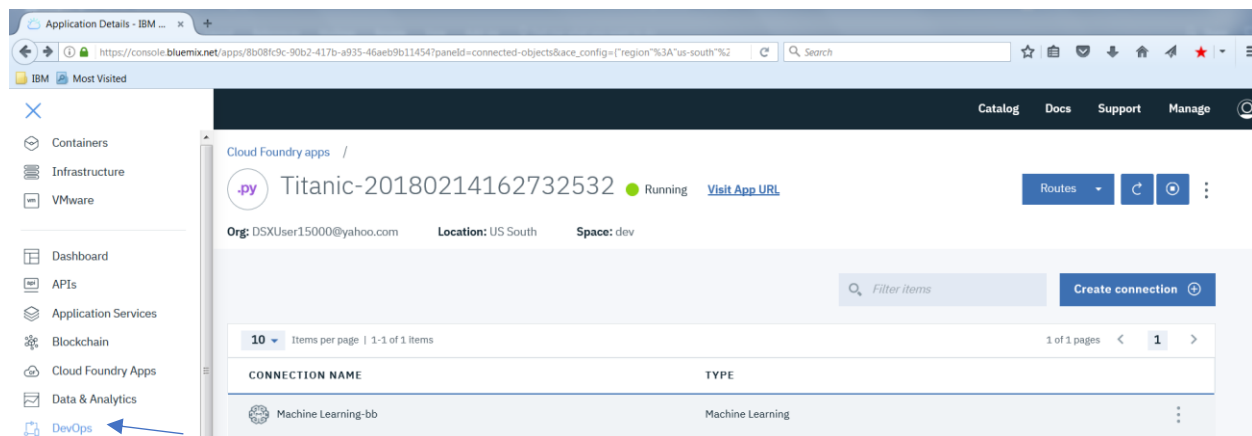 Application Details - IBM ... × +
https://console.bluemix.net/apps/8b08fc9c-90b2-417b-a935-46aeb9b11454?paneId=connected-objects&ace_config={"region"%3A"us-south"%2 Search
IBM Most Visited
Catalog Docs Support Manage
Containers
Infrastructure
vm VMware
Dashboard
api APIs
Application Services
Blockchain
Cloud Foundry Apps
Data & Analytics
DevOps
Cloud Foundry apps /
.py Titanic-20180214162732532 Running Visit App URL Routes
Org: DSXUser15000@yahoo.com Location: US South Space: dev
Filter items Create connection
10 Items per page | 1-1 of 1 items 1 of 1 pages < 1 >
CONNECTION NAME TYPE
Machine Learning-bb Machine Learning